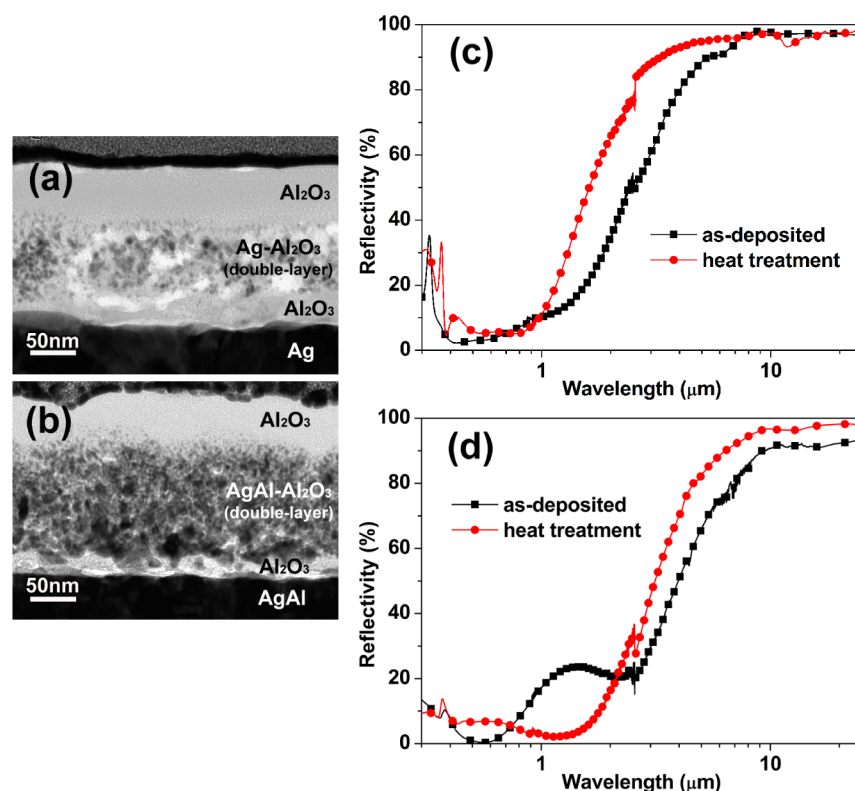 (a)
Al₂O₃
Ag-Al₂O₃
(double-layer)
Al₂O₃
50nm
Ag
(b)
Al₂O₃
AgAl-Al₂O₃
(double-layer)
Al₂O₃
50nm
AgAl
(c)
100
80
60
40
20
0
Reflectivity (%)
as-deposited
heat treatment
1
10
Wavelength (μm)
(d)
100
80
60
40
20
0
Reflectivity (%)
as-deposited
heat treatment
1
10
Wavelength (μm)